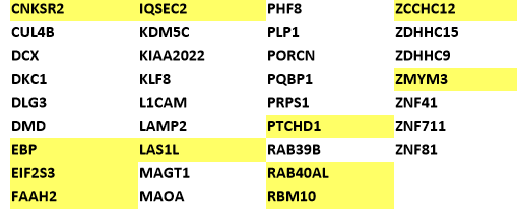 CNKSR2 IQSEC2 PHF8 ZCCHC12
CUL4B KDM5C PLP1 ZDHHC15
DCX KIAA2022 PORCN ZDHHC9
DKC1 KLF8 PQBP1 ZMYM3
DLG3 L1CAM PRPS1 ZNF41
DMD LAMP2 PTCHD1 ZNF711
EBP LAS1L RAB39B ZNF81
EIF2S3 MAGT1 RAB40AL
FAAH2 MAOA RBM10